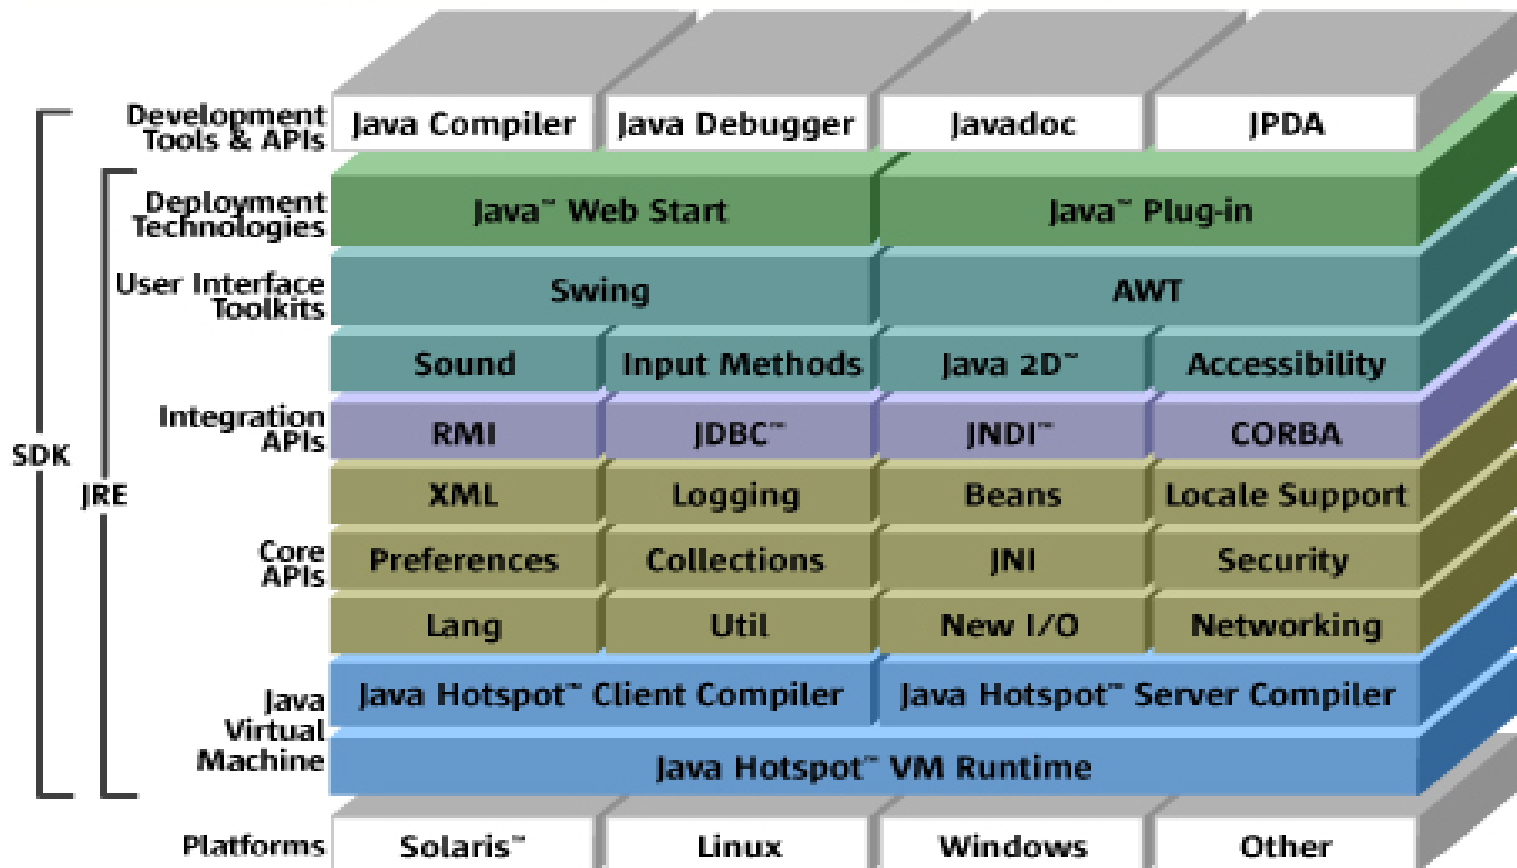 Development
Tools & APIs
Java Compiler
Java Debugger
Javadoc
JPDA
Deployment
Technologies
Java™ Web Start
Java™ Plug-in
User Interface
Toolkits
Swing
AWT
Sound
Input Methods
Java 2D™
Accessibility
Integration
APIs
RMI
JDBC™
JNDI™
CORBA
SDK
JRE
XML
Logging
Beans
Locale Support
Core
APIs
Preferences
Collections
JNI
Security
Lang
Util
New I/O
Networking
Java
Virtual
Machine
Java Hotspot™ Client Compiler
Java Hotspot™ Server Compiler
Java Hotspot™ VM Runtime
Platforms
Solaris™
Linux
Windows
Other